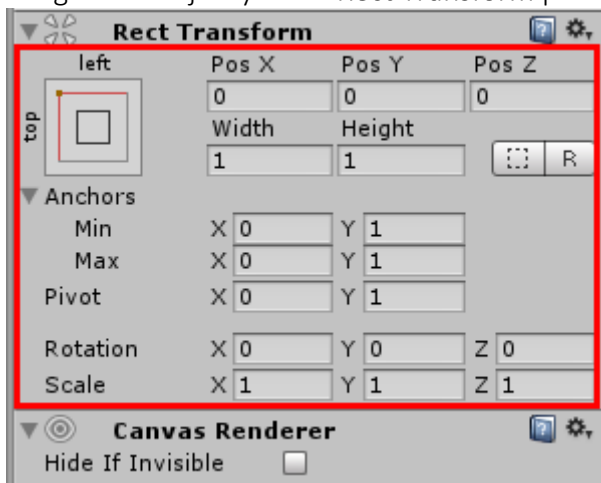 Rect Transform
left Pos X Pos Y Pos Z
0 0 0
top
Width Height
1 1 R
Anchors
Min X 0 Y 1
Max X 0 Y 1
Pivot X 0 Y 1
Rotation X 0 Y 0 Z 0
Scale X 1 Y 1 Z 1
Canvas Renderer
Hide If Invisible